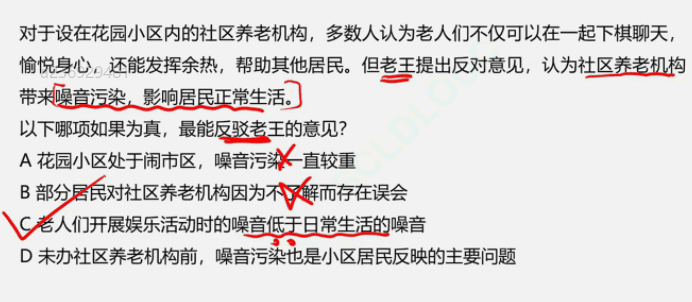 对于设在花园小区内的社区养老机构，多数人认为老人们不仅可以在一起下棋聊天，
愉悦身心，还能发挥余热，帮助其他居民。但老王提出反对意见，认为社区养老机构
带来噪音污染，影响居民正常生活。
以下哪项如果为真，最能反驳老王的意见？
A 花园小区处于闹市区，噪音污染一直较重
B 部分居民对社区养老机构因为不了解而存在误会
C 老人们开展娱乐活动时的噪音低于日常生活的噪音
D 未办社区养老机构前，噪音污染也是小区居民反映的主要问题